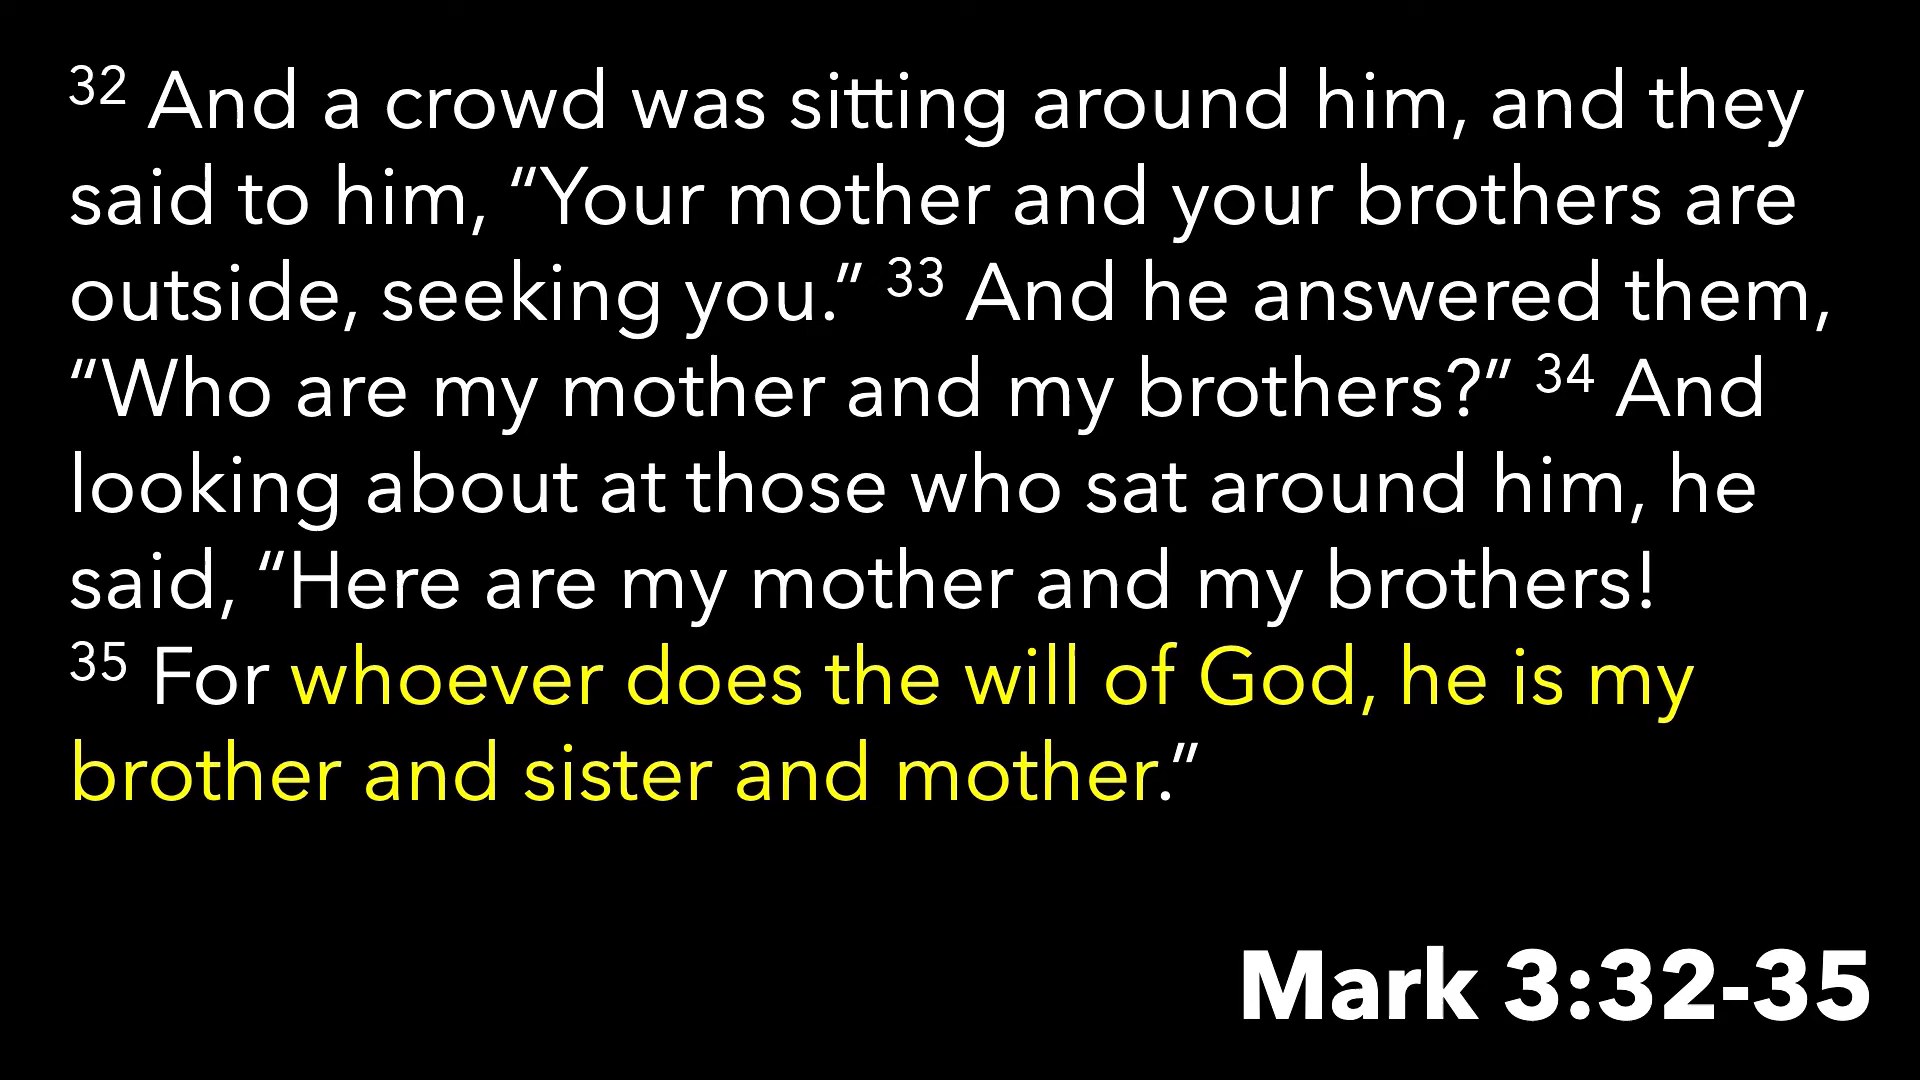 32 And a crowd was sitting around him, and they
said to him, “Your mother and your brothers are
outside, seeking you.” 33 And he answered them,
“Who are my mother and my brothers?” 34 And
looking about at those who sat around him, he
said, “Here are my mother and my brothers!
35 For whoever does the will of God, he is my
brother and sister and mother.”
Mark 3:32-35